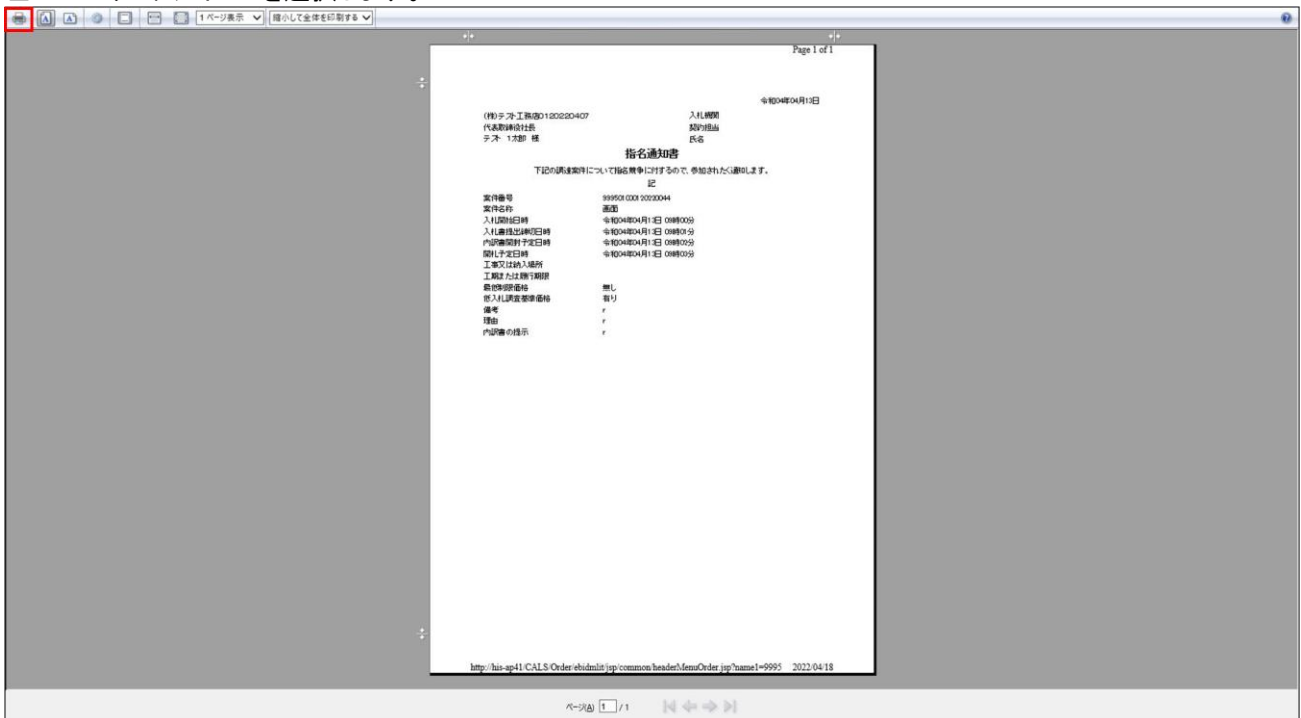 1 ページ表示 縮小して全体を印刷する
Page 1 of 1
令和04年04月13日
(株)テスト工務店0120220407 入札機関
代表取締役社長 契約担当
テスト 1太郎 様 氏名
指名通知書
下記の調達案件について指名競争に付するので、参加されたく通知します。
記
案件番号
案件名称 画面
入札開始日時 令和04年04月13日 09時00分
入札書提出締切日時 令和04年04月13日 09時01分
内訳書開封予定日時 令和04年04月13日 09時02分
開札予定日時 令和04年04月13日 09時03分
工事又は納入場所
工期または履行期限
最低制限価格 無し
低入札調査基準価格 有り
備考 r
理由 r
内訳書の提示 r
http://his-ap41/CALS/Order/ebidmlit/jsp/common/headerMenuOrder.jsp?name1=9995 2022/04/18
ページ(A) 1 / 1